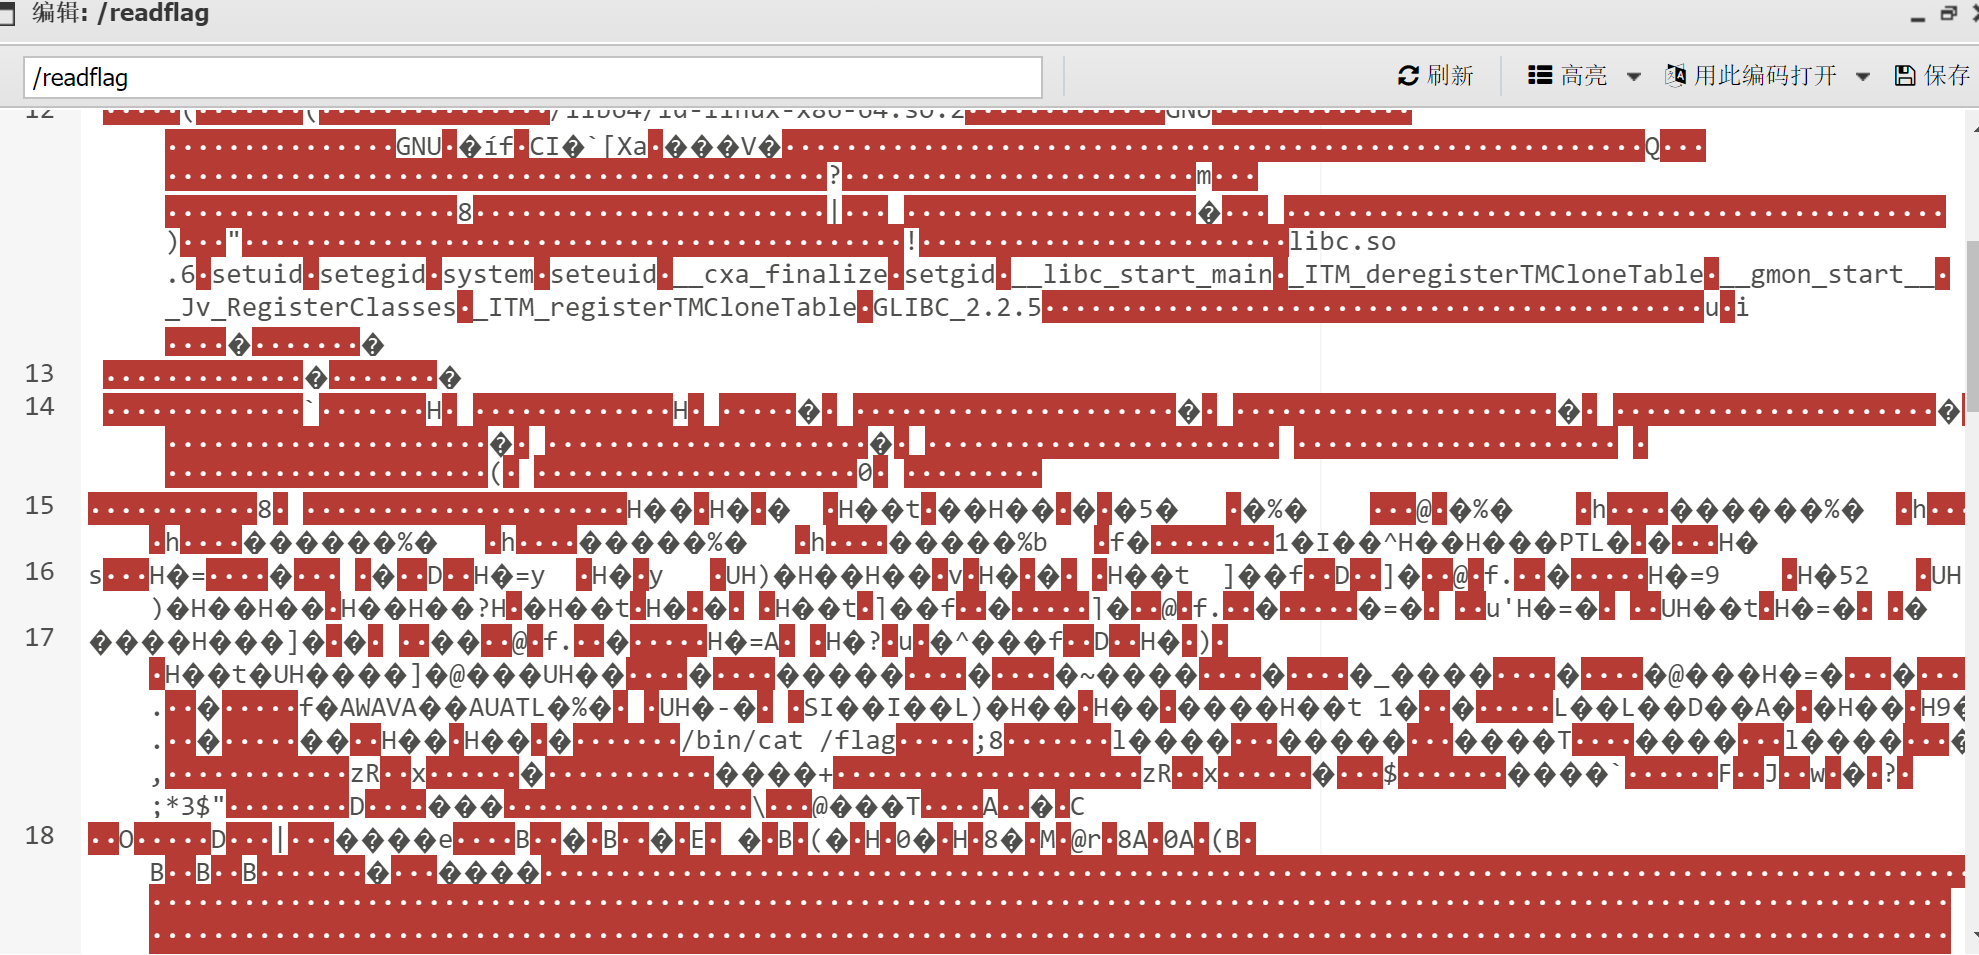 编辑: /readflag
/readflag 刷新 高亮 用此编码打开 保存
12 /lib64/ld-linux-x86-64.so.2 GNU
GNU íf CI `[Xa V Q
? m
8 |
) " ! libc.so
.6 setuid setegid system seteuid __cxa_finalize setgid __libc_start_main _ITM_deregisterTMCloneTable __gmon_start__
_Jv_RegisterClasses _ITM_registerTMCloneTable GLIBC_2.2.5 u i
13
14 ` H H
( 0
15 8 H H H t H 5 % @ % h % h
h % h % h %b f 1 I ^H H PTL H
16 s H = D H =y H y UH) H H v H H t ] f D ] @ f. H =9 H 52 UH
) H H H H ?H H t H H t ] f ] @ f. = u'H = UH t H =
17 H ] @ f. H =A H ? u ^ f D H )
H t UH ] @ UH ~ _ @ H =
. f AWAVA AUATL % UH - SI I L) H H H t 1 L L D A H H9
. H H /bin/cat /flag ;8 l T l
, zR x + zR x $ ` F J w ?
;*3$" D \ @ T A C
18 O D | e B B E B ( H 0 H 8 M @r 8A 0A (B
B B B